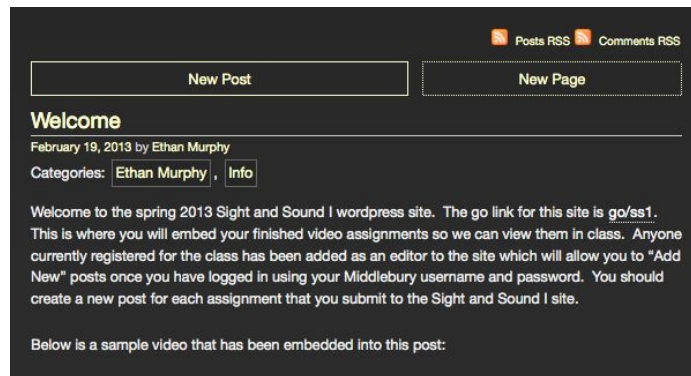 Posts RSS Comments RSS
New Post New Page
Welcome
February 19, 2013 by Ethan Murphy
Categories: Ethan Murphy , Info
Welcome to the spring 2013 Sight and Sound I wordpress site. The go link for this site is go/ss1.
This is where you will embed your finished video assignments so we can view them in class. Anyone
currently registered for the class has been added as an editor to the site which will allow you to “Add
New” posts once you have logged in using your Middlebury username and password. You should
create a new post for each assignment that you submit to the Sight and Sound I site.
Below is a sample video that has been embedded into this post: